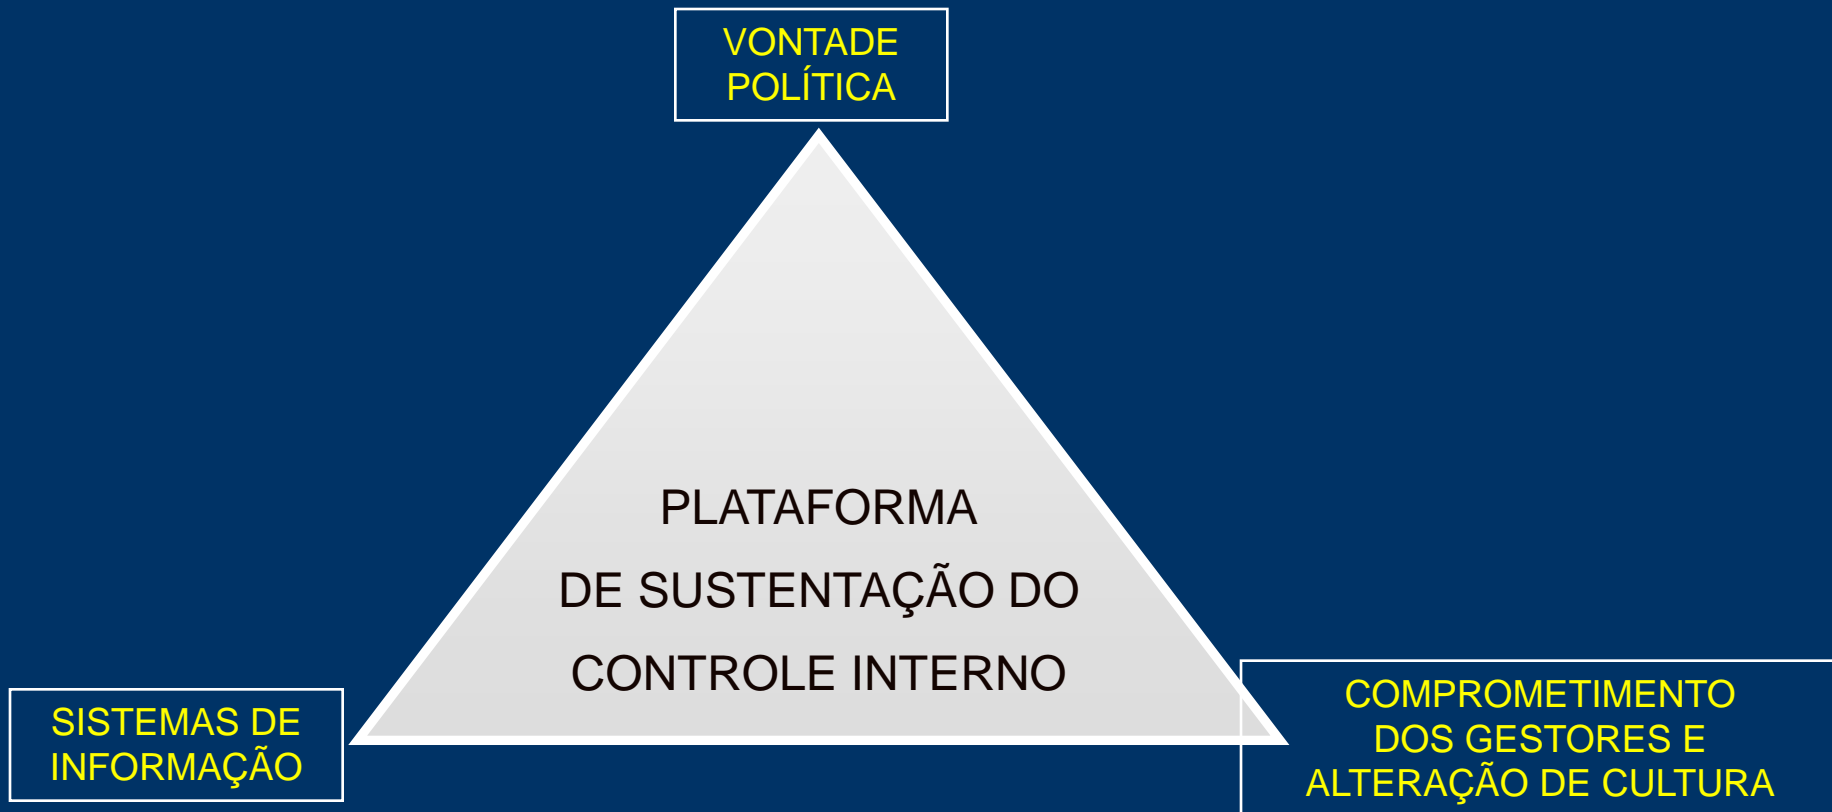 VONTADE
POLÍTICA
PLATAFORMA
DE SUSTENTAÇÃO DO
CONTROLE INTERNO
SISTEMAS DE
INFORMAÇÃO
COMPROMETIMENTO
DOS GESTORES E
ALTERAÇÃO DE CULTURA